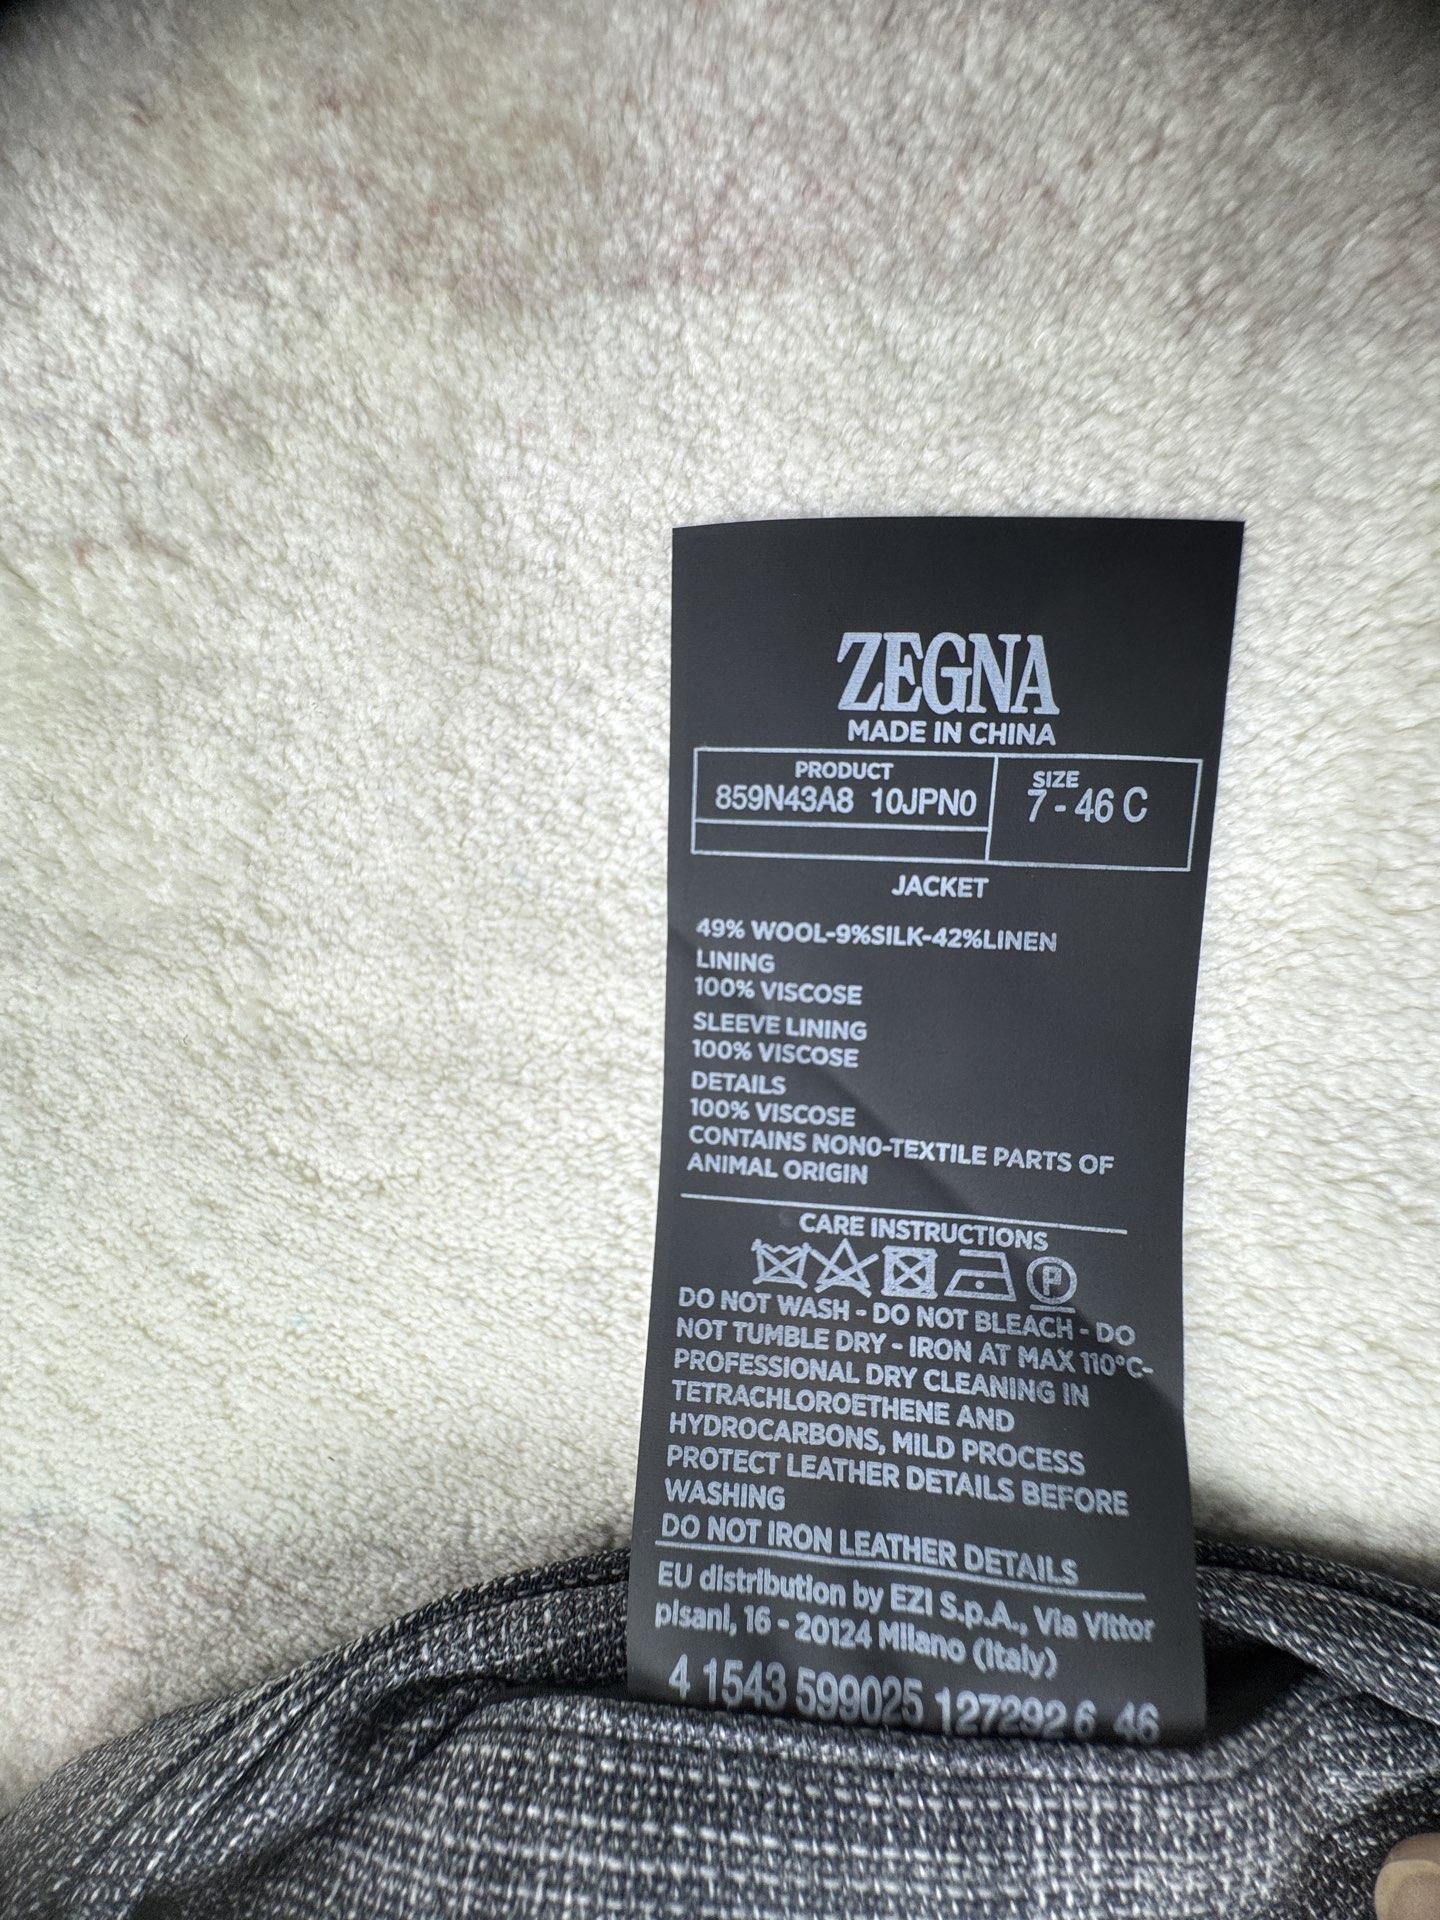 ZEGNA
MADE IN CHINA
PRODUCT
859N43A8 10JPN0
SIZE
7-46 C
JACKET
49% WOOL-9%SILK-42%LINEN
LINING
100% VISCOSE
SLEEVE LINING
100% VISCOSE
DETAILS
100% VISCOSE
CONTAINS NON0-TEXTILE PARTS OF
ANIMAL ORIGIN
CARE INSTRUCTIONS
P
DO NOT WASH - DO NOT BLEACH - DO
NOT TUMBLE DRY - IRON AT MAX 110°C-
PROFESSIONAL DRY CLEANING IN
TETRACHLOROETHENE AND
HYDROCARBONS, MILD PROCESS
PROTECT LEATHER DETAILS BEFORE
WASHING
DO NOT IRON LEATHER DETAILS
EU distribution by EZI S.p.A., Via Vittor
pisani, 16 - 20124 Milano (Italy)
4 1543 599025 127292 6 46